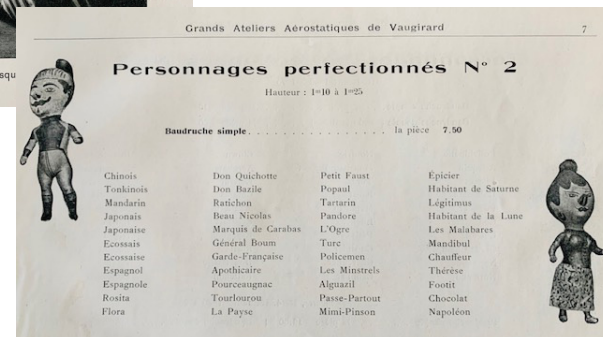 Grands Ateliers Aérostatiques de Vaugirard 7
squ
Personnages perfectionnés N° 2
Hauteur : 1m10 à 1m25
Baudruche simple. . . . . . . . . . . . . . . . la pièce 7.50
Chinois Don Quichotte Petit Faust Épicier
Tonkinois Don Bazile Popaul Habitant de Saturne
Mandarin Ratichon Tartarin Légitimus
Japonais Beau Nicolas Pandore Habitant de la Lune
Japonaise Marquis de Carabas L'Ogre Les Malabares
Ecossais Général Boum Turc Mandibul
Ecossaise Garde-Française Policemen Chauffeur
Espagnol Apothicaire Les Minstrels Thérèse
Espagnole Pourceaugnac Alguazil Footit
Rosita Tourlourou Passe-Partout Chocolat
Flora La Payse Mimi-Pinson Napoléon